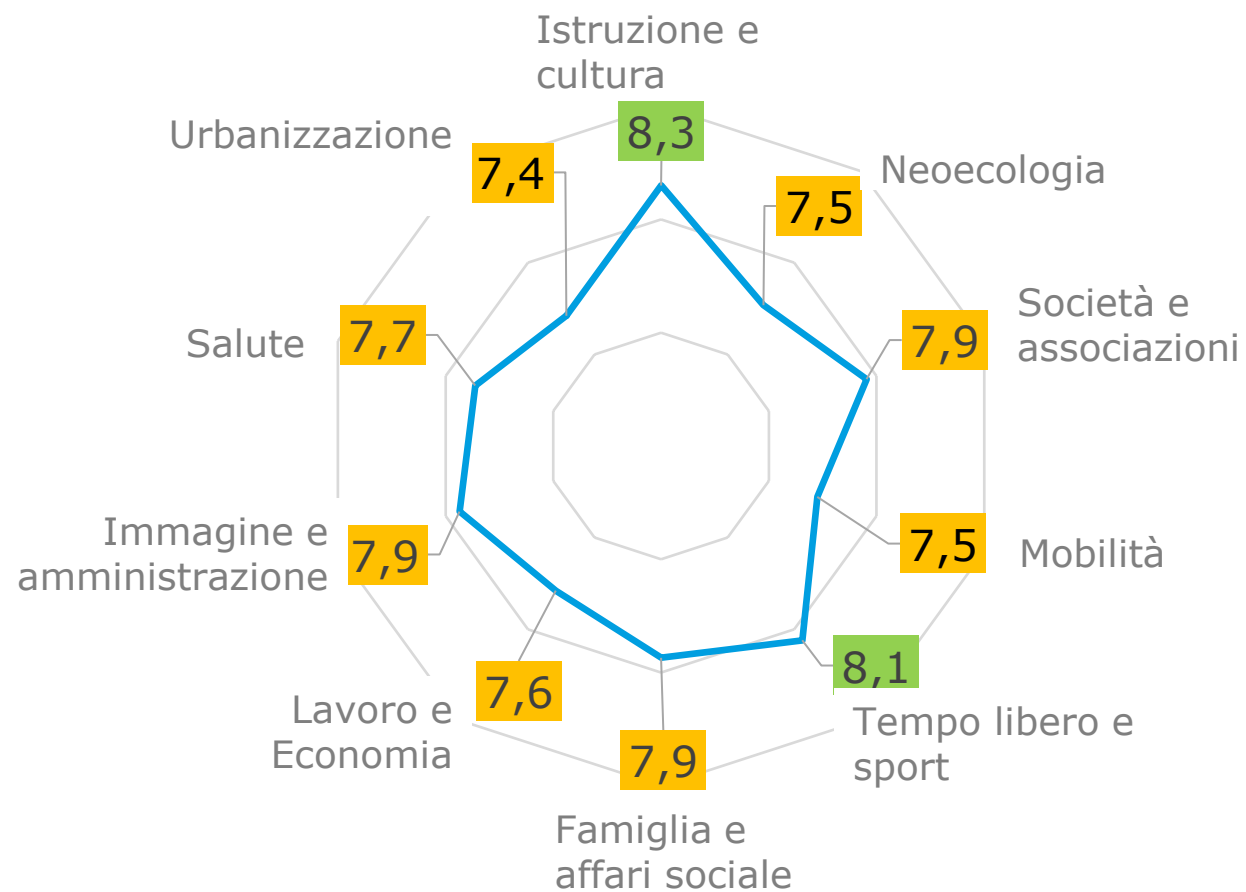 Istruzione e
cultura
8,3
Neoecologia
7,5
Società e
associazioni
7,9
Mobilità
7,5
8,1
Tempo libero e
sport
7,9
Famiglia e
affari sociale
7,6
Lavoro e
Economia
Immagine e
amministrazione
7,9
Salute
7,7
Urbanizzazione
7,4